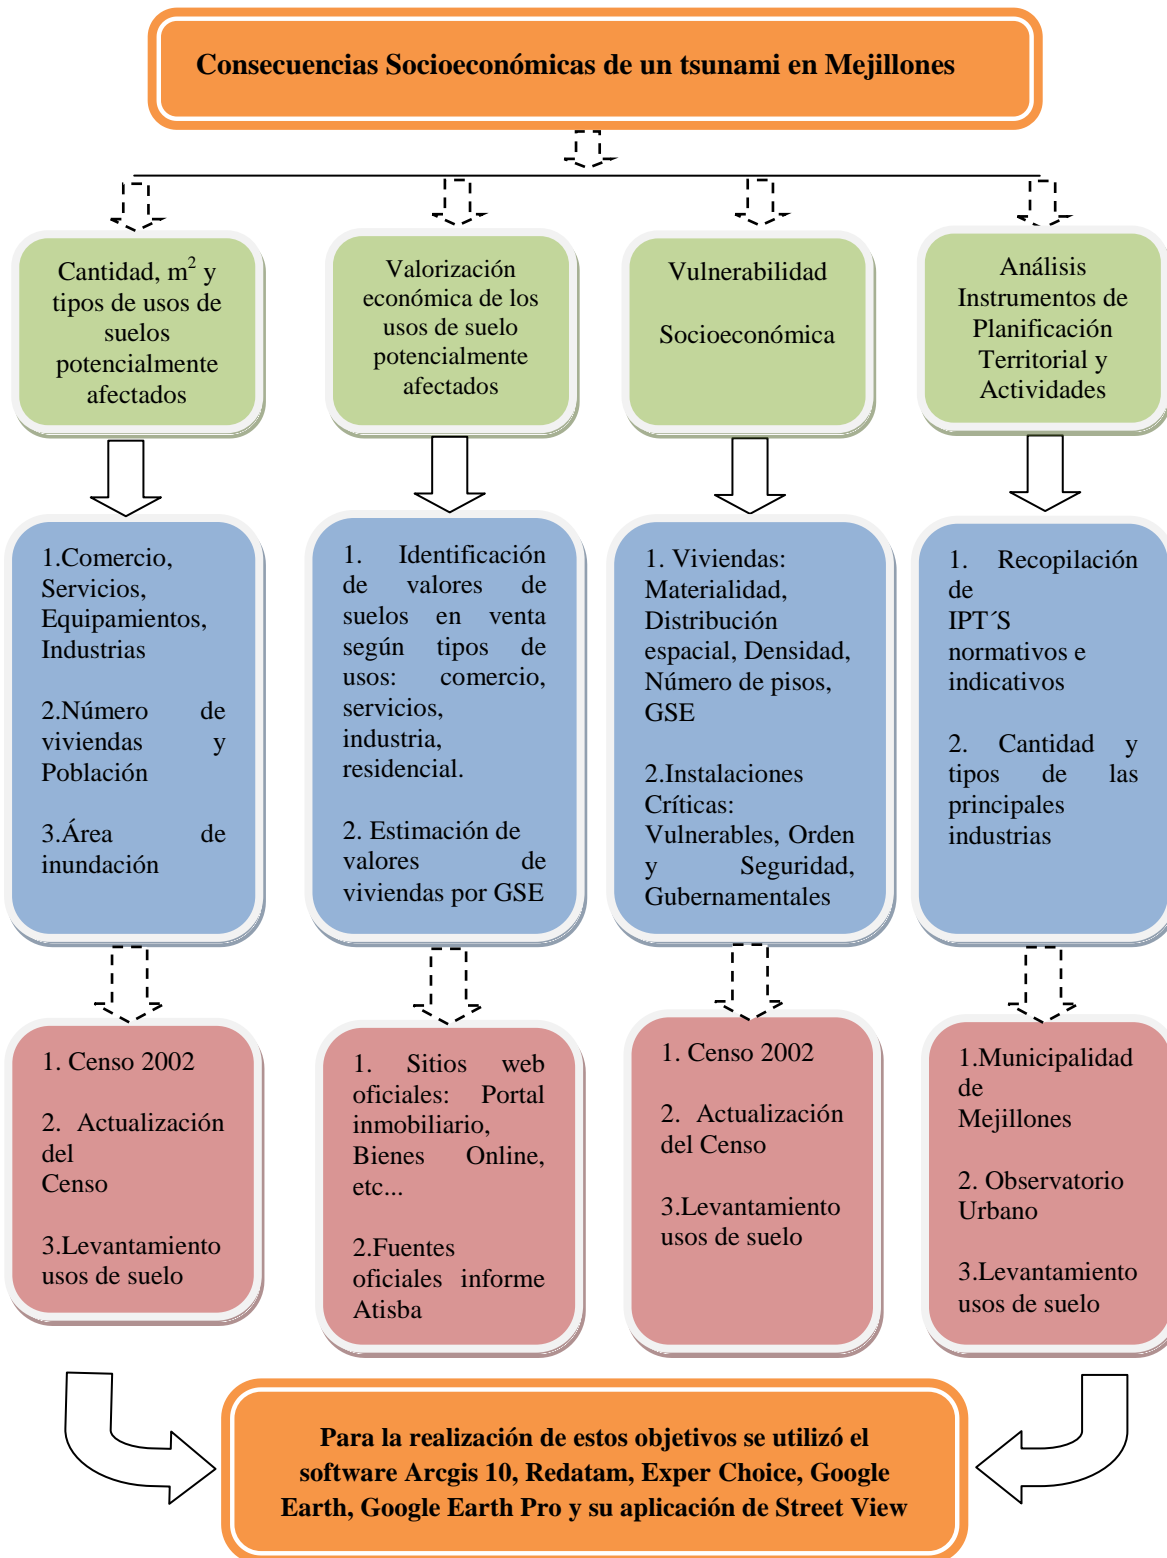 Consecuencias Socioeconómicas de un tsunami en Mejillones
Cantidad, m² y
tipos de usos de
suelos
potencialmente
afectados
Valorización
económica de los
usos de suelo
potencialmente
afectados
Vulnerabilidad
Socioeconómica
Análisis
Instrumentos de
Planificación
Territorial y
Actividades
1.Comercio,
Servicios,
Equipamientos,
Industrias
2.Número de
viviendas y
Población
3.Área de
inundación
1. Identificación
de valores de
suelos en venta
según tipos de
usos: comercio,
servicios,
industria,
residencial.
2. Estimación de
valores de
viviendas por GSE
1. Viviendas:
Materialidad,
Distribución
espacial, Densidad,
Número de pisos,
GSE
2.Instalaciones
Críticas:
Vulnerables, Orden
y Seguridad,
Gubernamentales
1. Recopilación
de
IPT´S
normativos e
indicativos
2. Cantidad y
tipos de las
principales
industrias
1. Censo 2002
2. Actualización
del
Censo
3.Levantamiento
usos de suelo
1. Sitios web
oficiales: Portal
inmobiliario,
Bienes Online,
etc...
2.Fuentes
oficiales informe
Atisba
1. Censo 2002
2. Actualización
del Censo
3.Levantamiento
usos de suelo
1.Municipalidad
de
Mejillones
2. Observatorio
Urbano
3.Levantamiento
usos de suelo
Para la realización de estos objetivos se utilizó el
software Arcgis 10, Redatam, Exper Choice, Google
Earth, Google Earth Pro y su aplicación de Street View